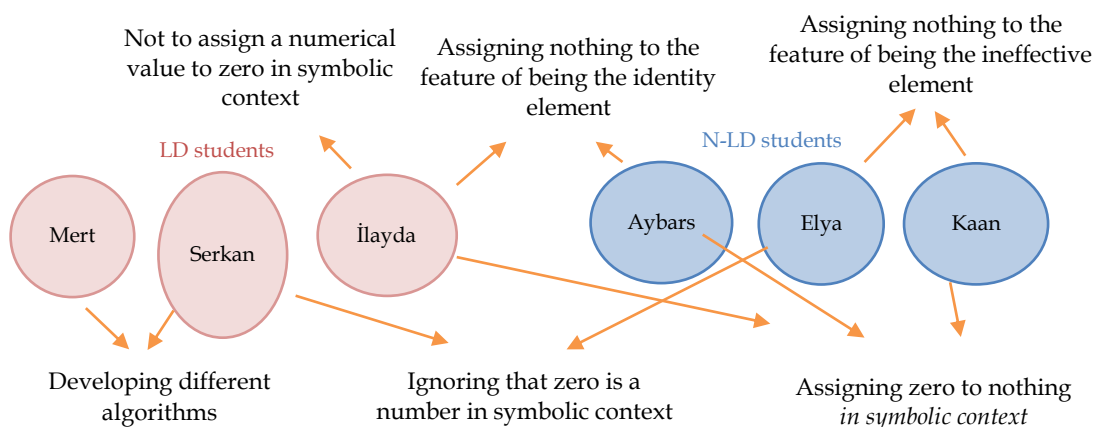 Not to assign a numerical
value to zero in symbolic
context
Assigning nothing to the
feature of being the identity
element
Assigning nothing to the
feature of being the ineffective
element
LD students
N-LD students
Mert
Serkan
İlayda
Aybars
Elya
Kaan
Developing different
algorithms
Ignoring that zero is a
number in symbolic context
Assigning zero to nothing
in symbolic context